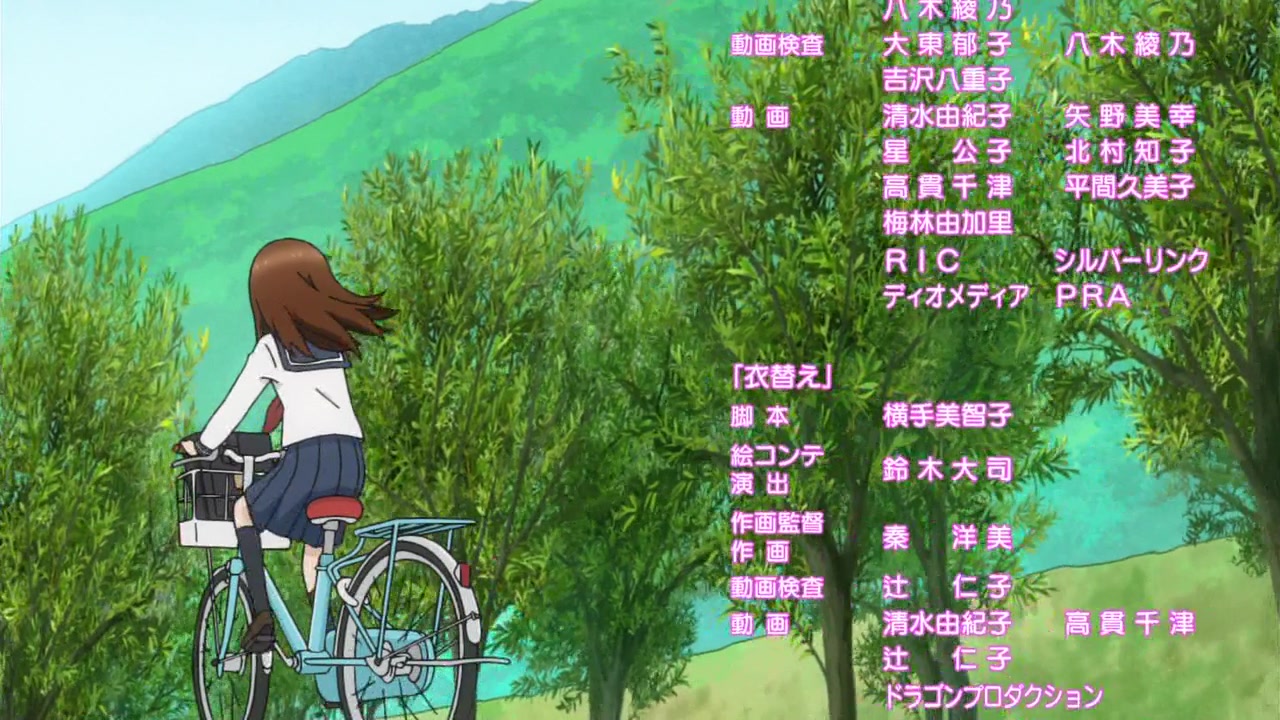 八木綾乃
動画検査 大東郁子 八木綾乃
吉沢八重子
動画 清水由紀子 矢野美幸
星 公子 北村知子
高貫千津 平間久美子
梅林由加里
RIC シルバーリンク
ディオメディア PRA
「衣替え」
脚本 横手美智子
絵コンテ
演出 鈴木大司
作画監督
作画 秦 洋美
動画検査 辻 仁子
動画 清水由紀子 高貫千津
辻 仁子
ドラゴンプロダクション